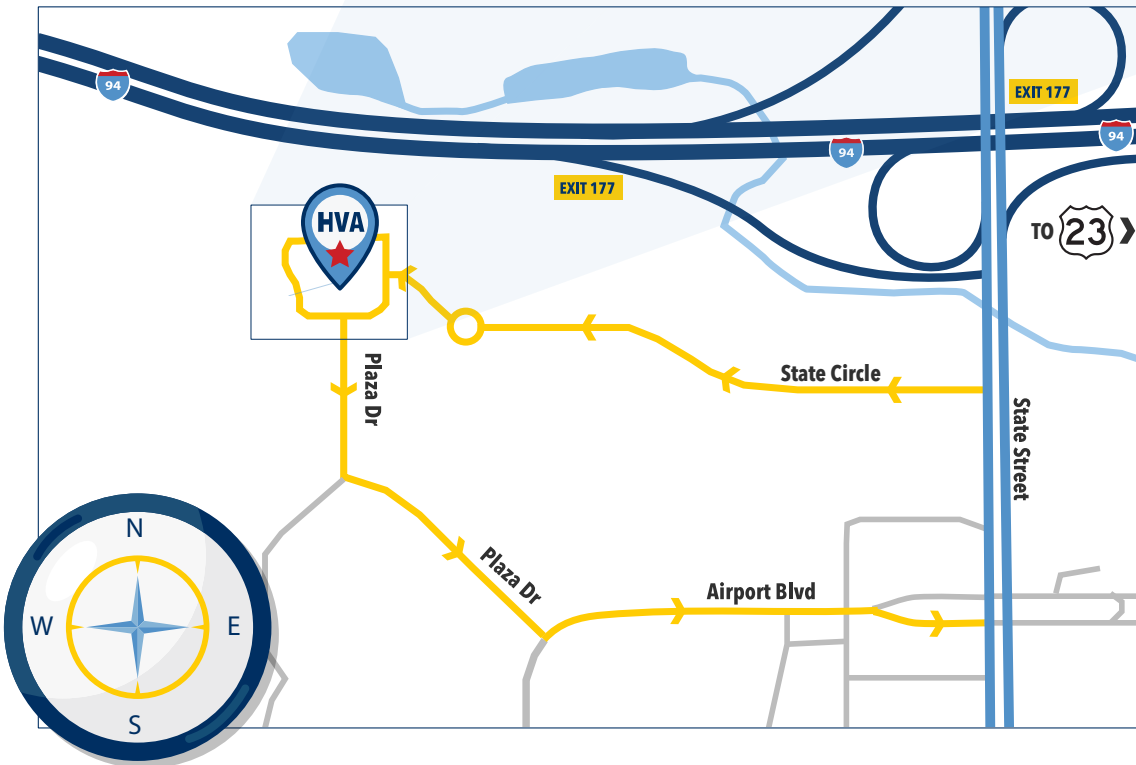 94
EXIT 177
94
94
EXIT 177
HVA
TO 23
Plaza Dr
State Circle
State Street
Plaza Dr
Airport Blvd
N
W
E
S